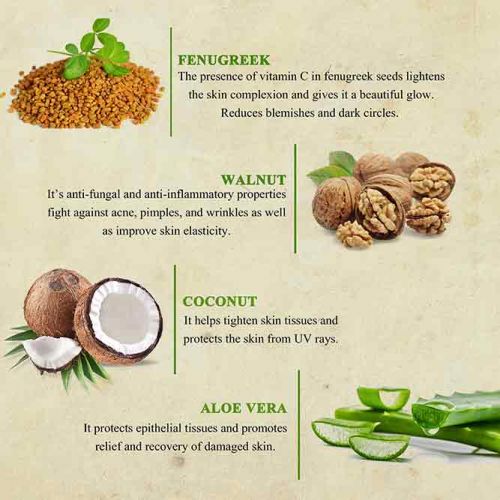 FENUGREEK
The presence of vitamin C in fenugreek seeds lightens
the skin complexion and gives it a beautiful glow.
Reduces blemishes and dark circles.
WALNUT
It's anti-fungal and anti-inflammatory properties
fight against acne, pimples, and wrinkles as well
as improve skin elasticity.
COCONUT
It helps tighten skin tissues and
protects the skin from UV rays.
ALOE VERA
It protects epithelial tissues and promotes
relief and recovery of damaged skin.